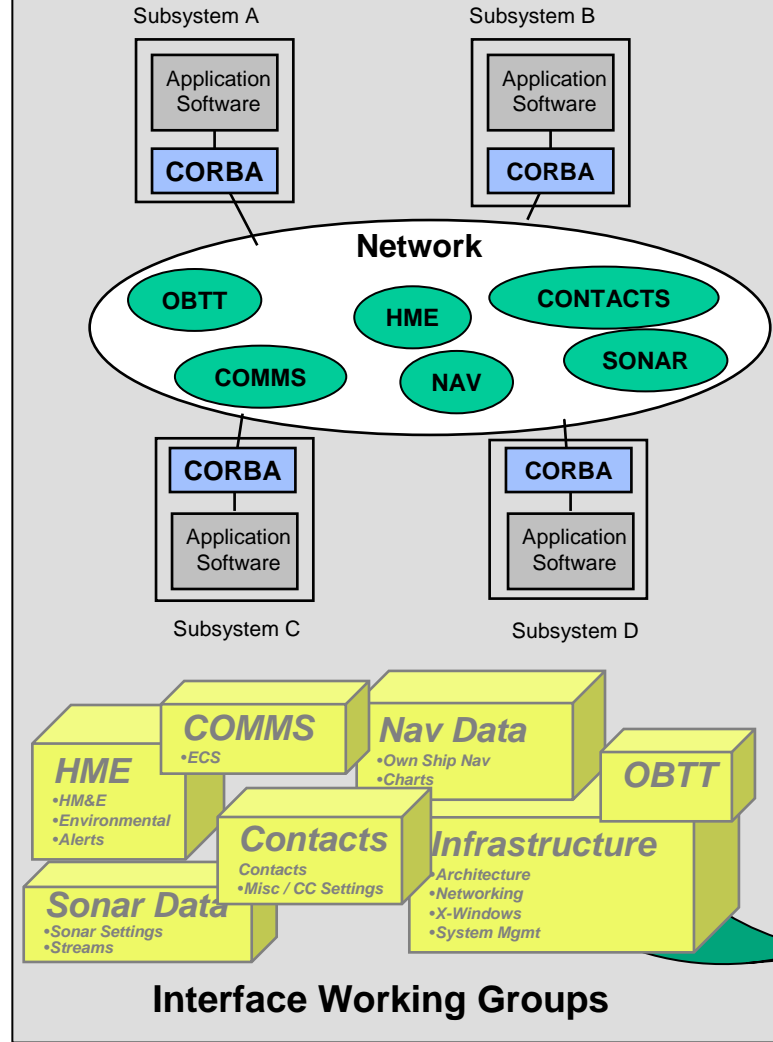 Subsystem A
Subsystem B
Application
Software
CORBA
Application
Software
CORBA
Network
OBTT
HME
CONTACTS
COMMS
NAV
SONAR
CORBA
Application
Software
CORBA
Application
Software
Subsystem C
Subsystem D
HME
•HM&E
•Environmental
•Alerts
COMMS
•ECS
Nav Data
•Own Ship Nav
•Charts
OBTT
Contacts
Contacts
•Misc / CC Settings
Infrastructure
•Architecture
•Networking
•X-Windows
•System Mgmt
Sonar Data
•Sonar Settings
•Streams
Interface Working Groups